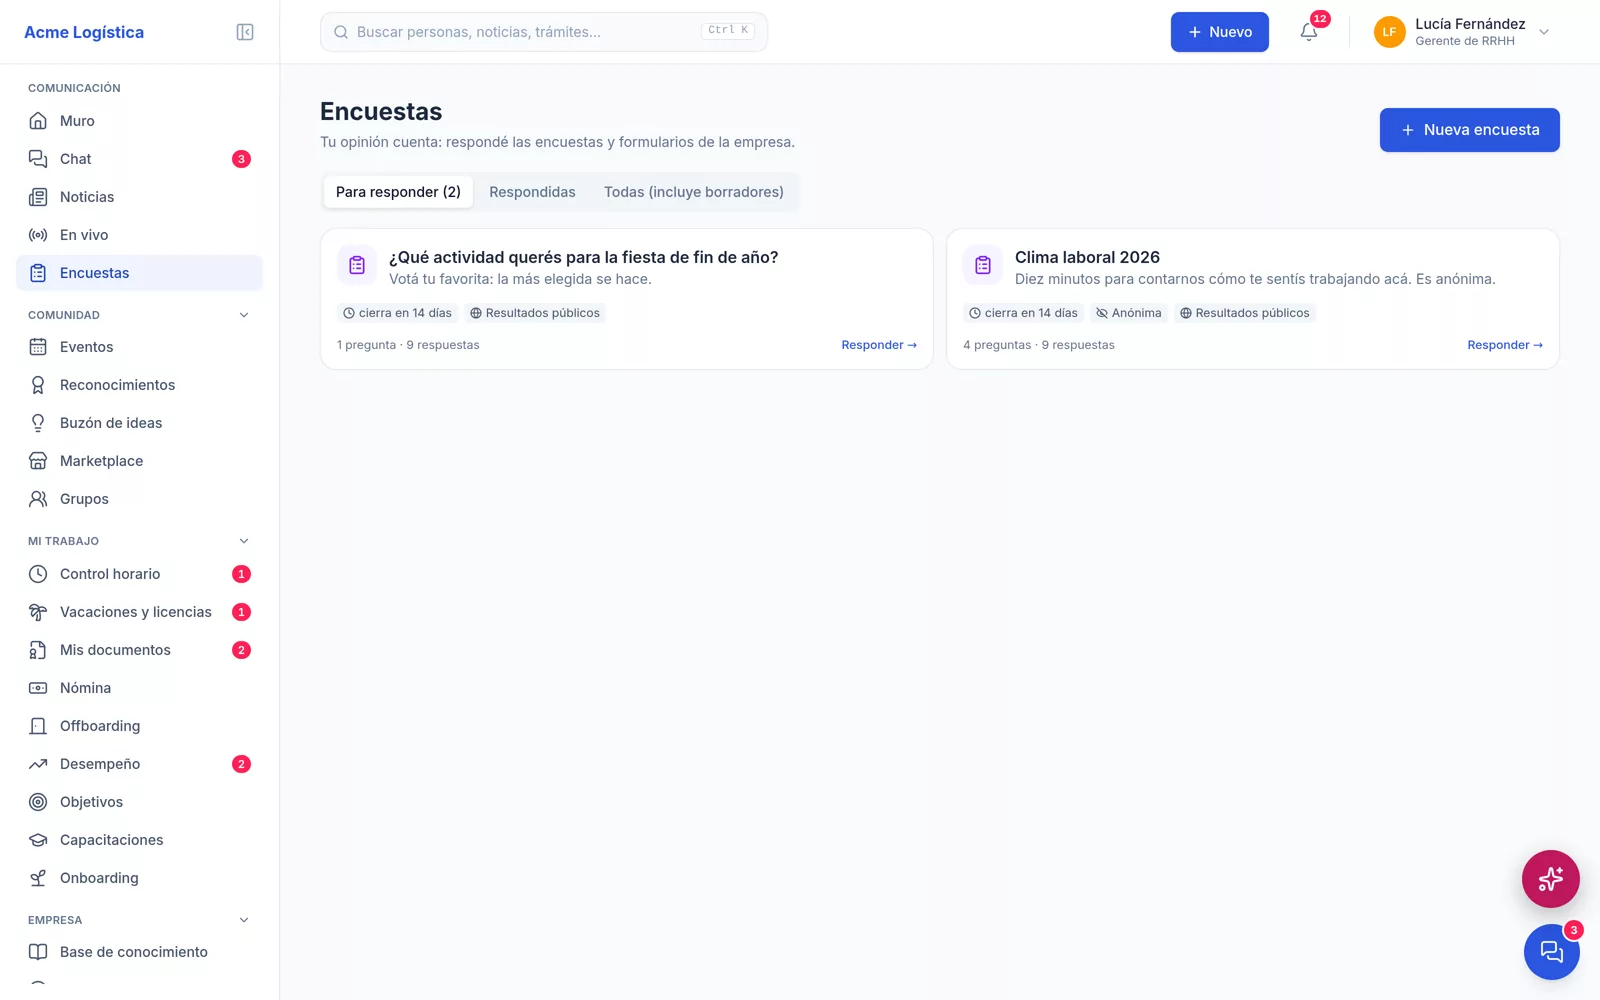 Acme Logística
Buscar personas, noticias, trámites...
Ctrl K
Nuevo
12
LF
Lucía Fernández
Gerente de RRHH
COMUNICACIÓN
Muro
Chat
3
Noticias
En vivo
Encuestas
COMUNIDAD
Eventos
Reconocimientos
Buzón de ideas
Marketplace
Grupos
MI TRABAJO
Control horario
1
Vacaciones y licencias
1
Mis documentos
2
Nómina
Offboarding
Desempeño
2
Objetivos
Capacitaciones
Onboarding
EMPRESA
Base de conocimiento
Encuestas
Tu opinión cuenta: respondé las encuestas y formularios de la empresa.
Nueva encuesta
Para responder (2)
Respondidas
Todas (incluye borradores)
¿Qué actividad querés para la fiesta de fin de año?
Votá tu favorita: la más elegida se hace.
cierra en 14 días
Resultados públicos
1 pregunta · 9 respuestas
Responder →
Clima laboral 2026
Diez minutos para contarnos cómo te sentís trabajando acá. Es anónima.
cierra en 14 días
Anónima
Resultados públicos
4 preguntas · 9 respuestas
Responder →
3